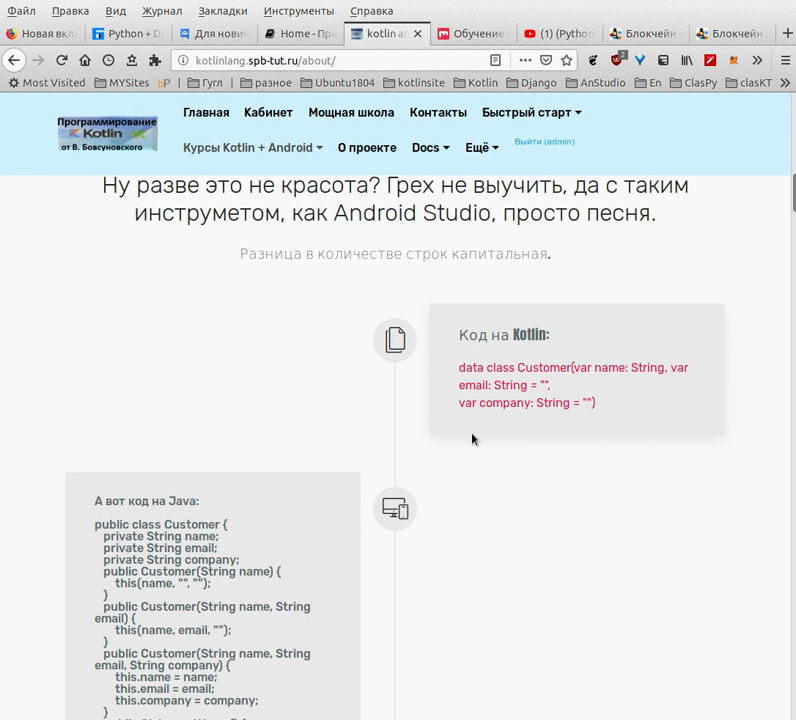 Файл Правка Вид Журнал Закладки Инструменты Справка
Новая вкл
Python + D
Для нович
Home - Пр
kotlin an
Обучение
(1) (Python
Блокчейн
Блокчейн
kotlinlang.spb-tut.ru/about/
2
Most Visited MYSites Гугл разное Ubuntu1804 kotlinsite Kotlin Django AnStudio En ClasPy clasKT
Программирование
Kotlin
от В. Бовсуновского
Главная Кабинет Мощная школа Контакты Быстрый старт
Курсы Kotlin + Android О проекте Docs Ещё Выйти (admin)
Ну разве это не красота? Грех не выучить, да с таким
инструметом, как Android Studio, просто песня.
Разница в количестве строк капитальная.
Код на Kotlin:
data class Customer(var name: String, var
email: String = "",
var company: String = "")
А вот код на Java:
public class Customer {
private String name;
private String email;
private String company;
public Customer(String name) {
this(name, "", "");
}
public Customer(String name, String
email) {
this(name, email, "");
}
public Customer(String name, String
email, String company) {
this.name = name;
this.email = email;
this.company = company;
}